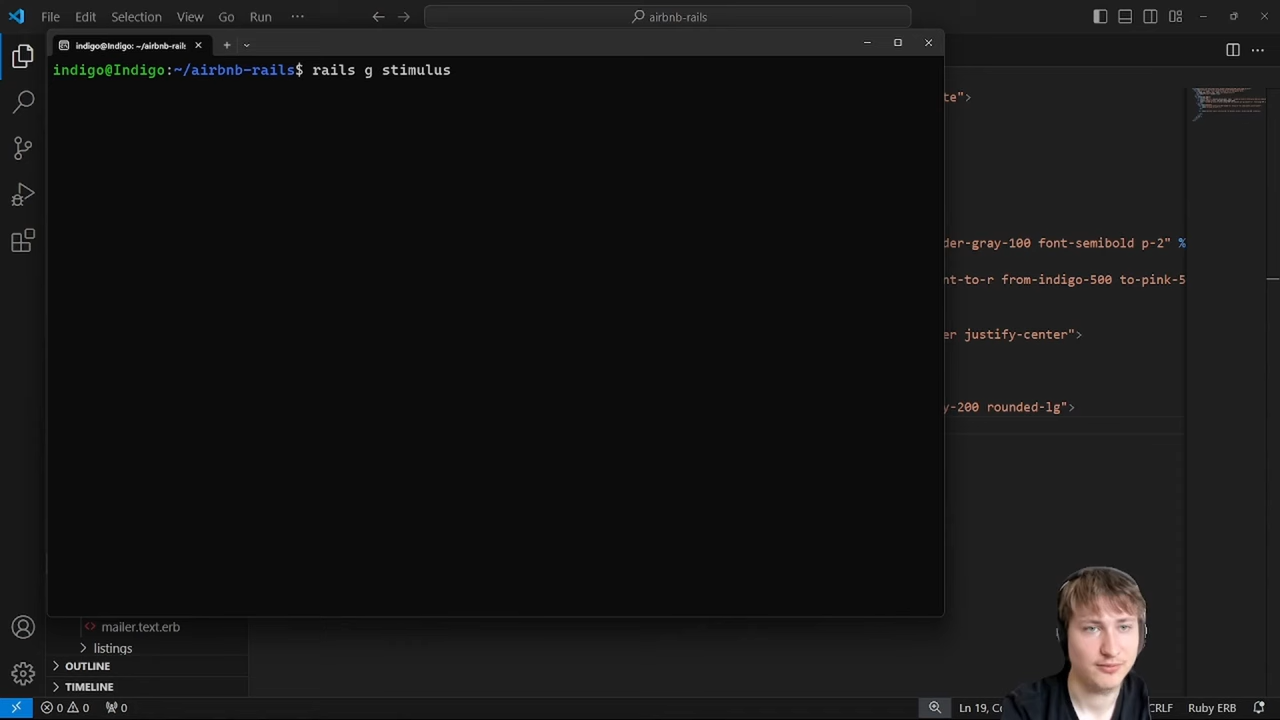 File Edit Selection View Go Run ··· airbnb-rails
indigo@Indigo: ~/airbnb-rails
indigo@Indigo:~/airbnb-rails$ rails g stimulus
te">
der-gray-100 font-semibold p-2" %
nt-to-r from-indigo-500 to-pink-5
er justify-center">
y-200 rounded-lg">
mailer.text.erb
listings
OUTLINE
TIMELINE
0 0 0 Ln 19, Co CRLF Ruby ERB